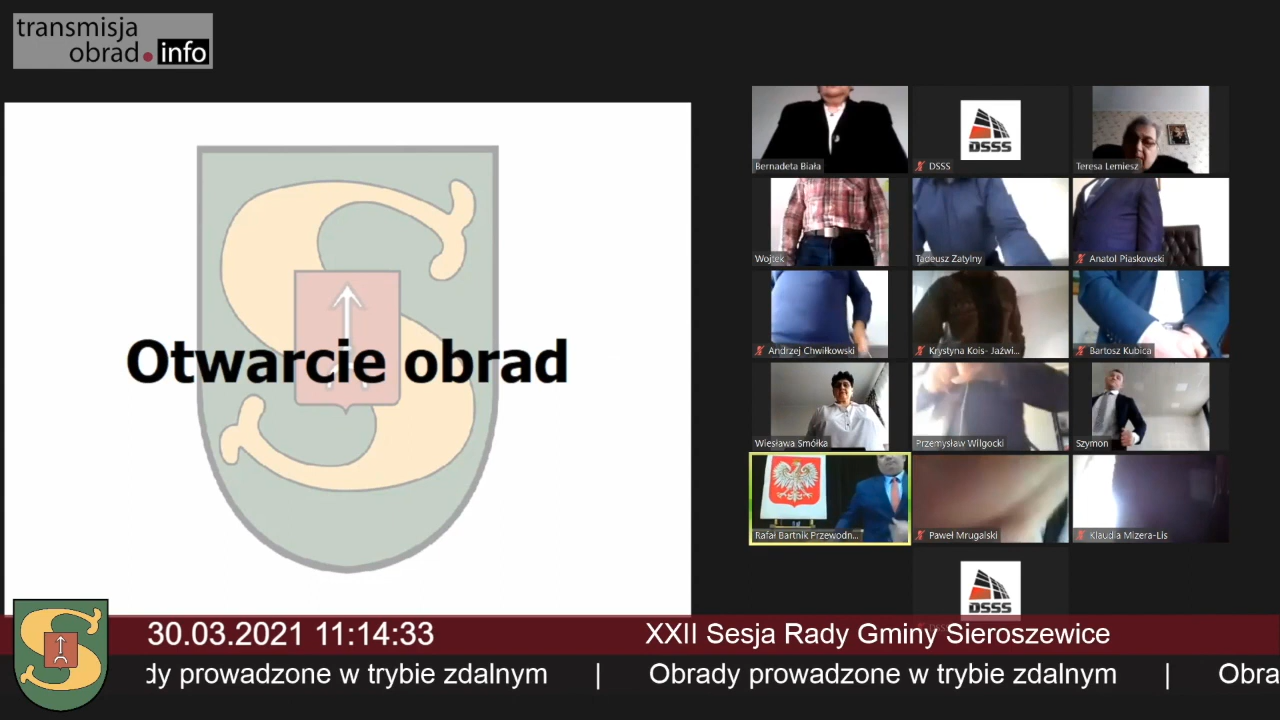 transmisja
obrad.info
Otwarcie obrad
Bernadeta Biała
DSSS
DSSS
Teresa Lemiesz
Wojtek
Tadeusz Zatylny
Anatol Piaskowski
Andrzej Chwiłkowski
Krystyna Kois- Jaźwi...
Bartosz Kubica
Wiesława Smółka
Przemysław Wilgocki
Szymon
Rafał Bartnik Przewodn...
Paweł Mrugalski
Klaudia Mizera-Lis
DSSS
30.03.2021 11:14:33
XXII Sesja Rady Gminy Sieroszewice
dy prowadzone w trybie zdalnym | Obrady prowadzone w trybie zdalnym | Obra